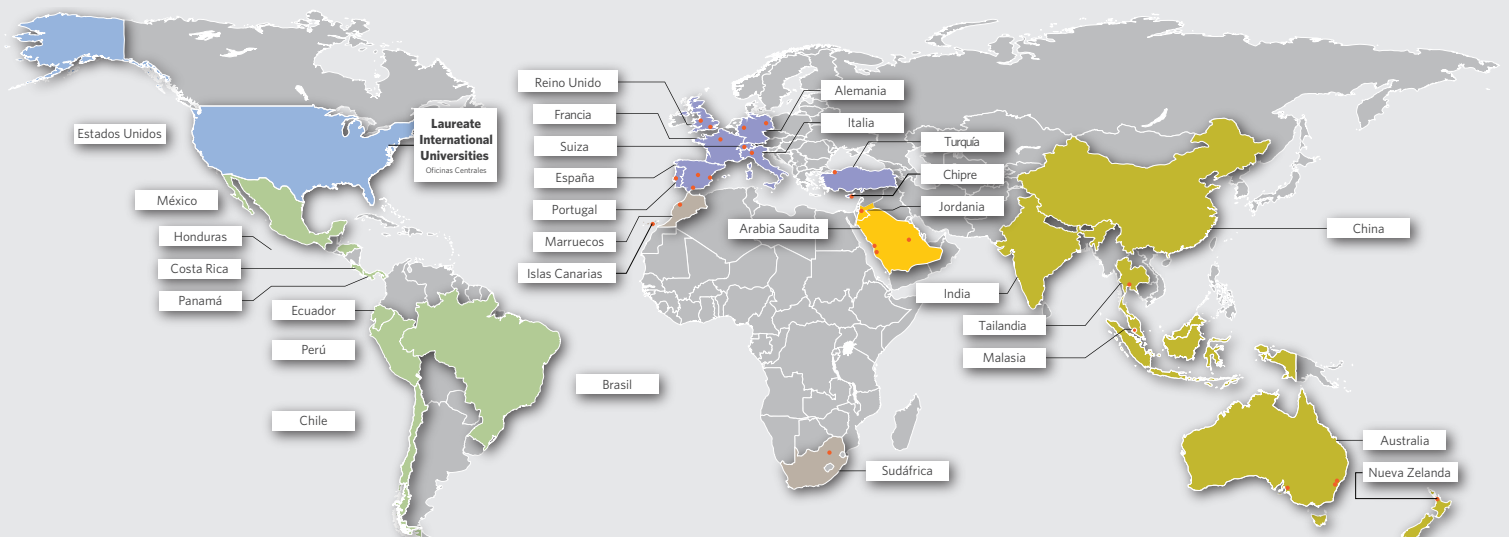 Estados Unidos
Laureate
International
Universities
Oficinas Centrales
México
Honduras
Costa Rica
Panamá
Ecuador
Perú
Chile
Brasil
Reino Unido
Francia
Suiza
España
Portugal
Marruecos
Islas Canarias
Alemania
Italia
Turquía
Chipre
Jordania
Arabia Saudita
India
Tailandia
Malasia
China
Sudáfrica
Australia
Nueva Zelanda